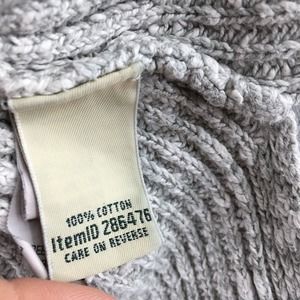 100% COTTON
ItemID 286476
CARE ON REVERSE